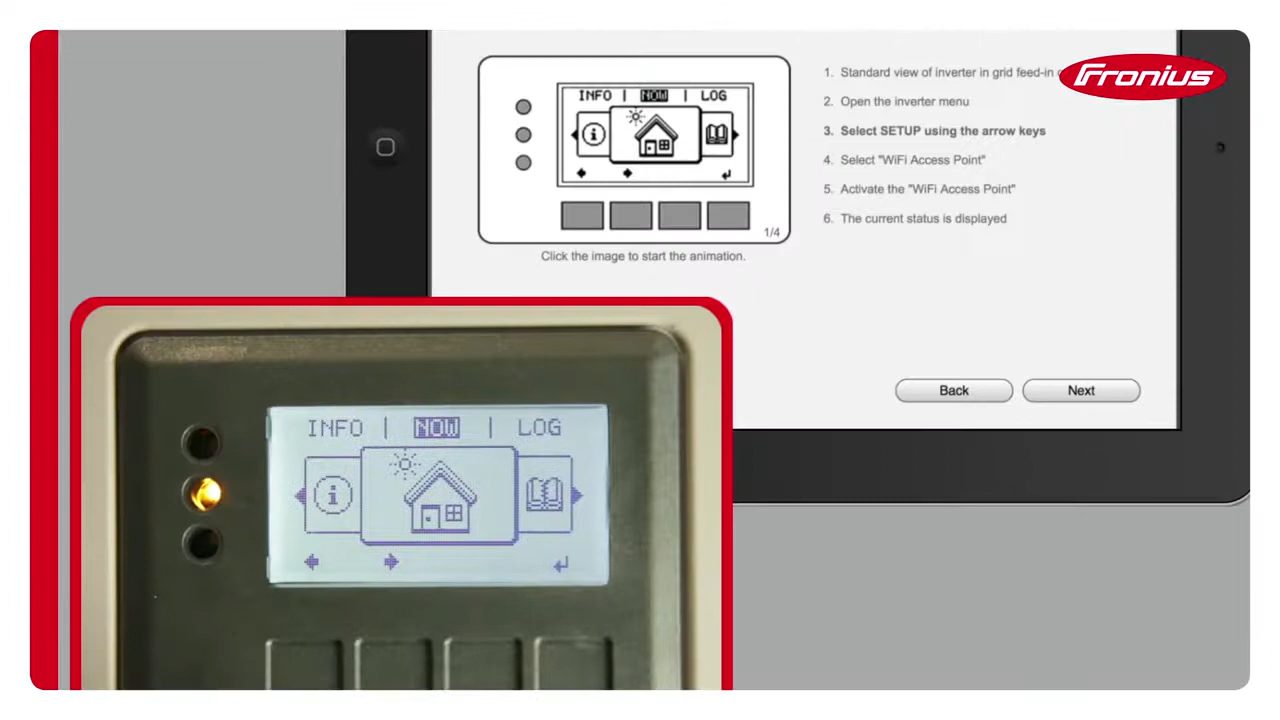 Fronius
INFO | NOW | LOG
1/4
Click the image to start the animation.
1. Standard view of inverter in grid feed-in
2. Open the inverter menu
3. Select SETUP using the arrow keys
4. Select "WiFi Access Point"
5. Activate the "WiFi Access Point"
6. The current status is displayed
Back
Next
INFO | NOW | LOG